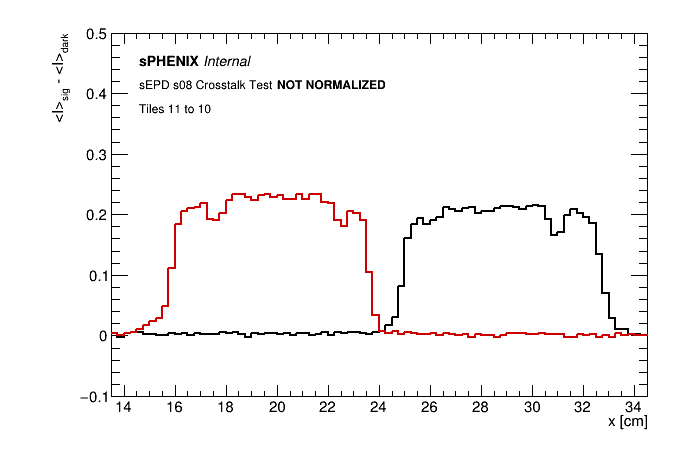 <I>sig - <I>dark
0.5
sPHENIX Internal
sEPD s08 Crosstalk Test NOT NORMALIZED
0.4
Tiles 11 to 10
0.3
0.2
0.1
0
−0.1
14 16 18 20 22 24 26 28 30 32 34
x [cm]